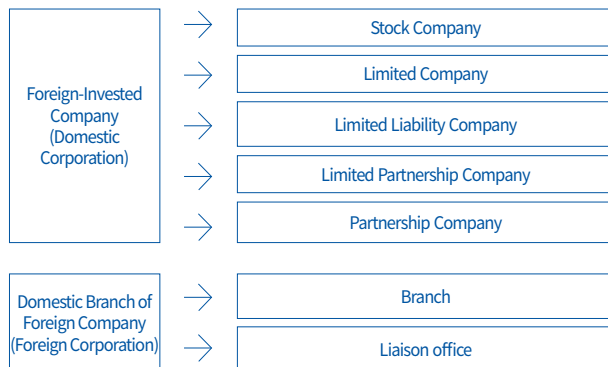 Foreign-Invested
Company
(Domestic
Corporation)
Stock Company
Limited Company
Limited Liability Company
Limited Partnership Company
Partnership Company
Domestic Branch of
Foreign Company
(Foreign Corporation)
Branch
Liaison office